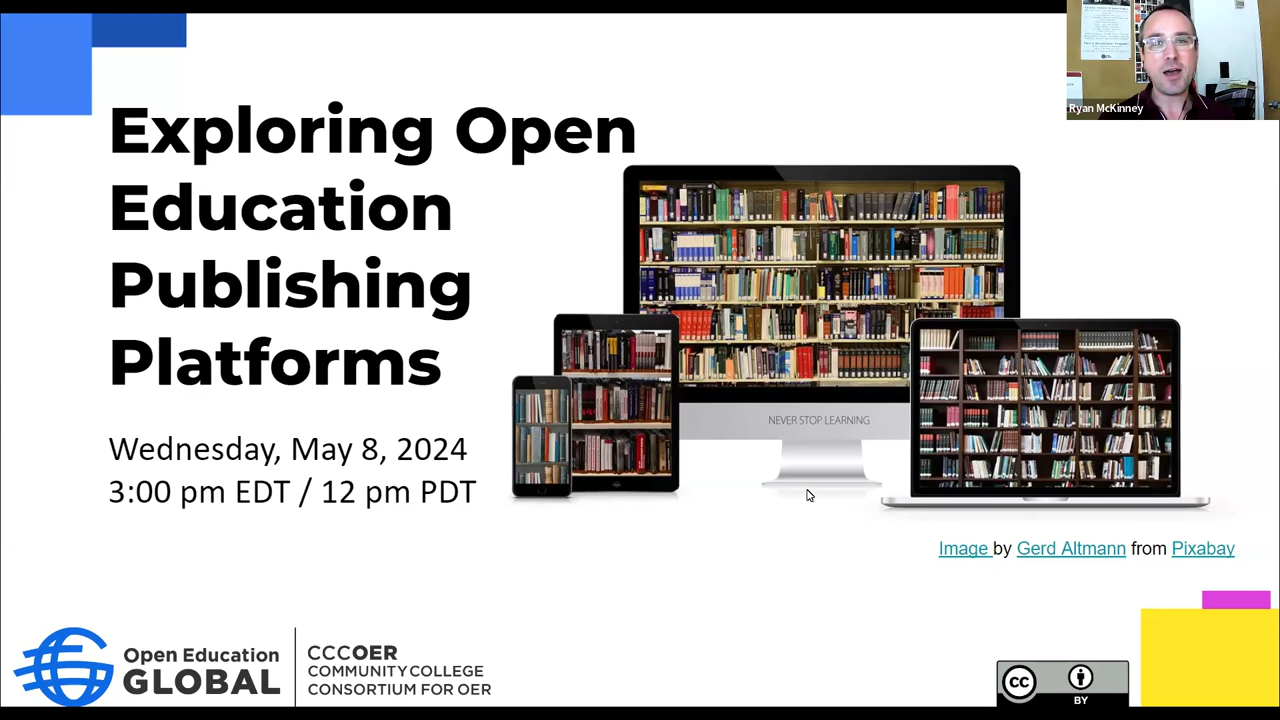 Exploring Open
Education
Publishing
Platforms
Wednesday, May 8, 2024
3:00 pm EDT / 12 pm PDT
Ryan McKinney
NEVER STOP LEARNING
Image by Gerd Altmann from Pixabay
Open Education
GLOBAL
CCCOER
COMMUNITY COLLEGE
CONSORTIUM FOR OER
cc
BY